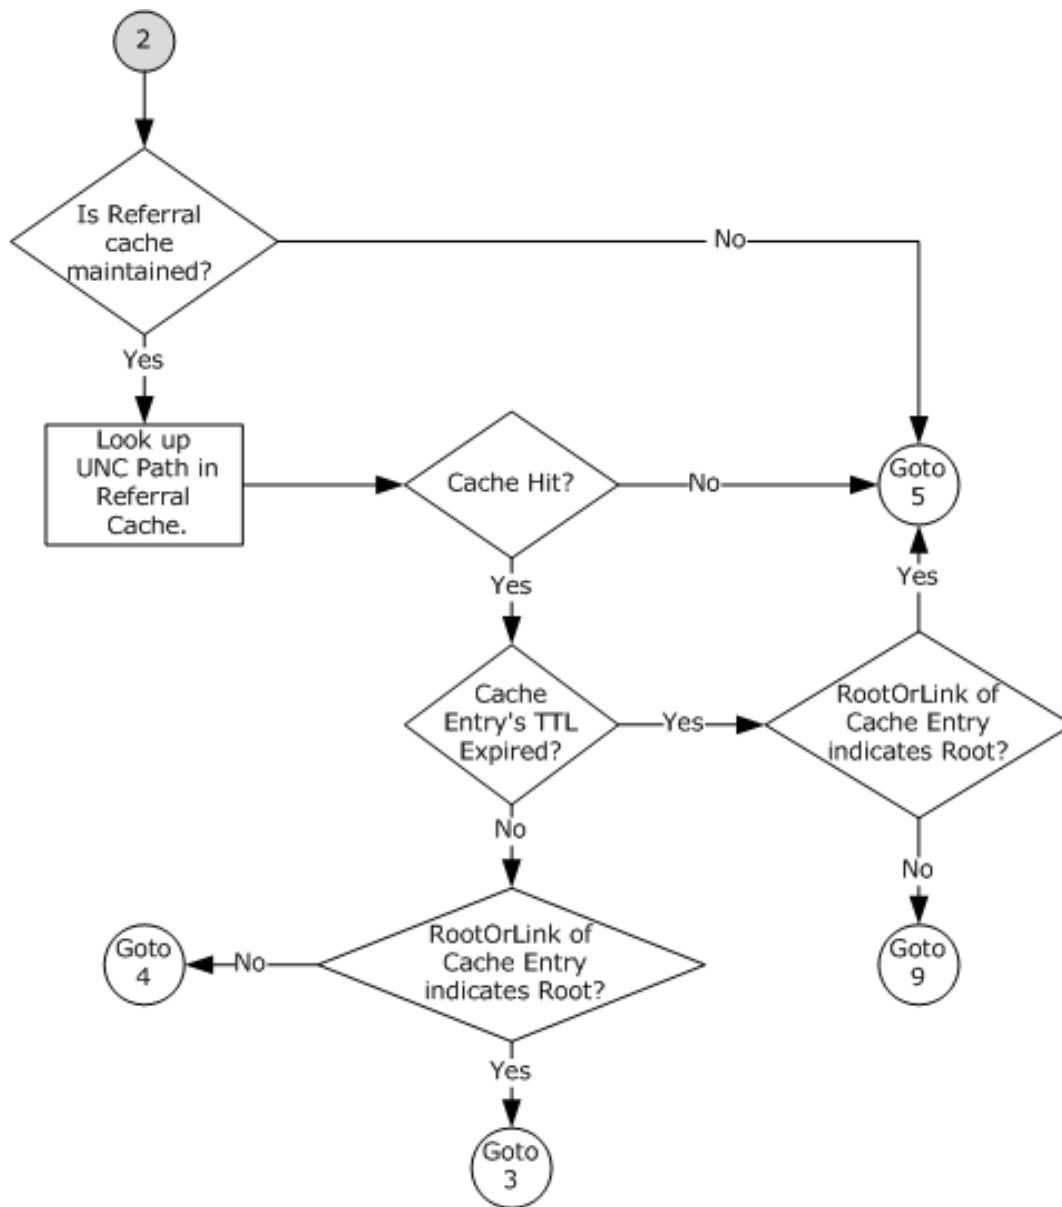 2
Is Referral
cache
maintained?
No
Yes
Look up
UNC Path in
Referral
Cache.
Cache Hit?
No
Goto
5
Yes
Yes
Cache
Entry's TTL
Expired?
Yes
RootOrLink of
Cache Entry
indicates Root?
No
No
RootOrLink of
Cache Entry
indicates Root?
No
Goto
4
Goto
9
Yes
Goto
3